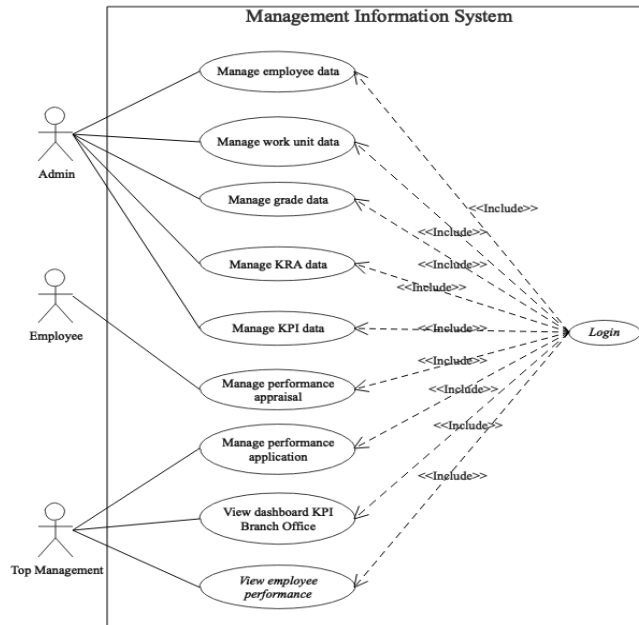 Management Information System
Manage employee data
Manage work unit data
Admin
Manage grade data
<<Include>>
<<Include>>
<<Include>>
Manage KRA data
<<Include>>
Employee
Manage KPI data
<<Include>>
Login
<<Include>>
Manage performance
appraisal
<<Include>>
Manage performance
application
<<Include>>
<<Include>>
View dashboard KPI
Branch Office
Top Management
View employee
performance